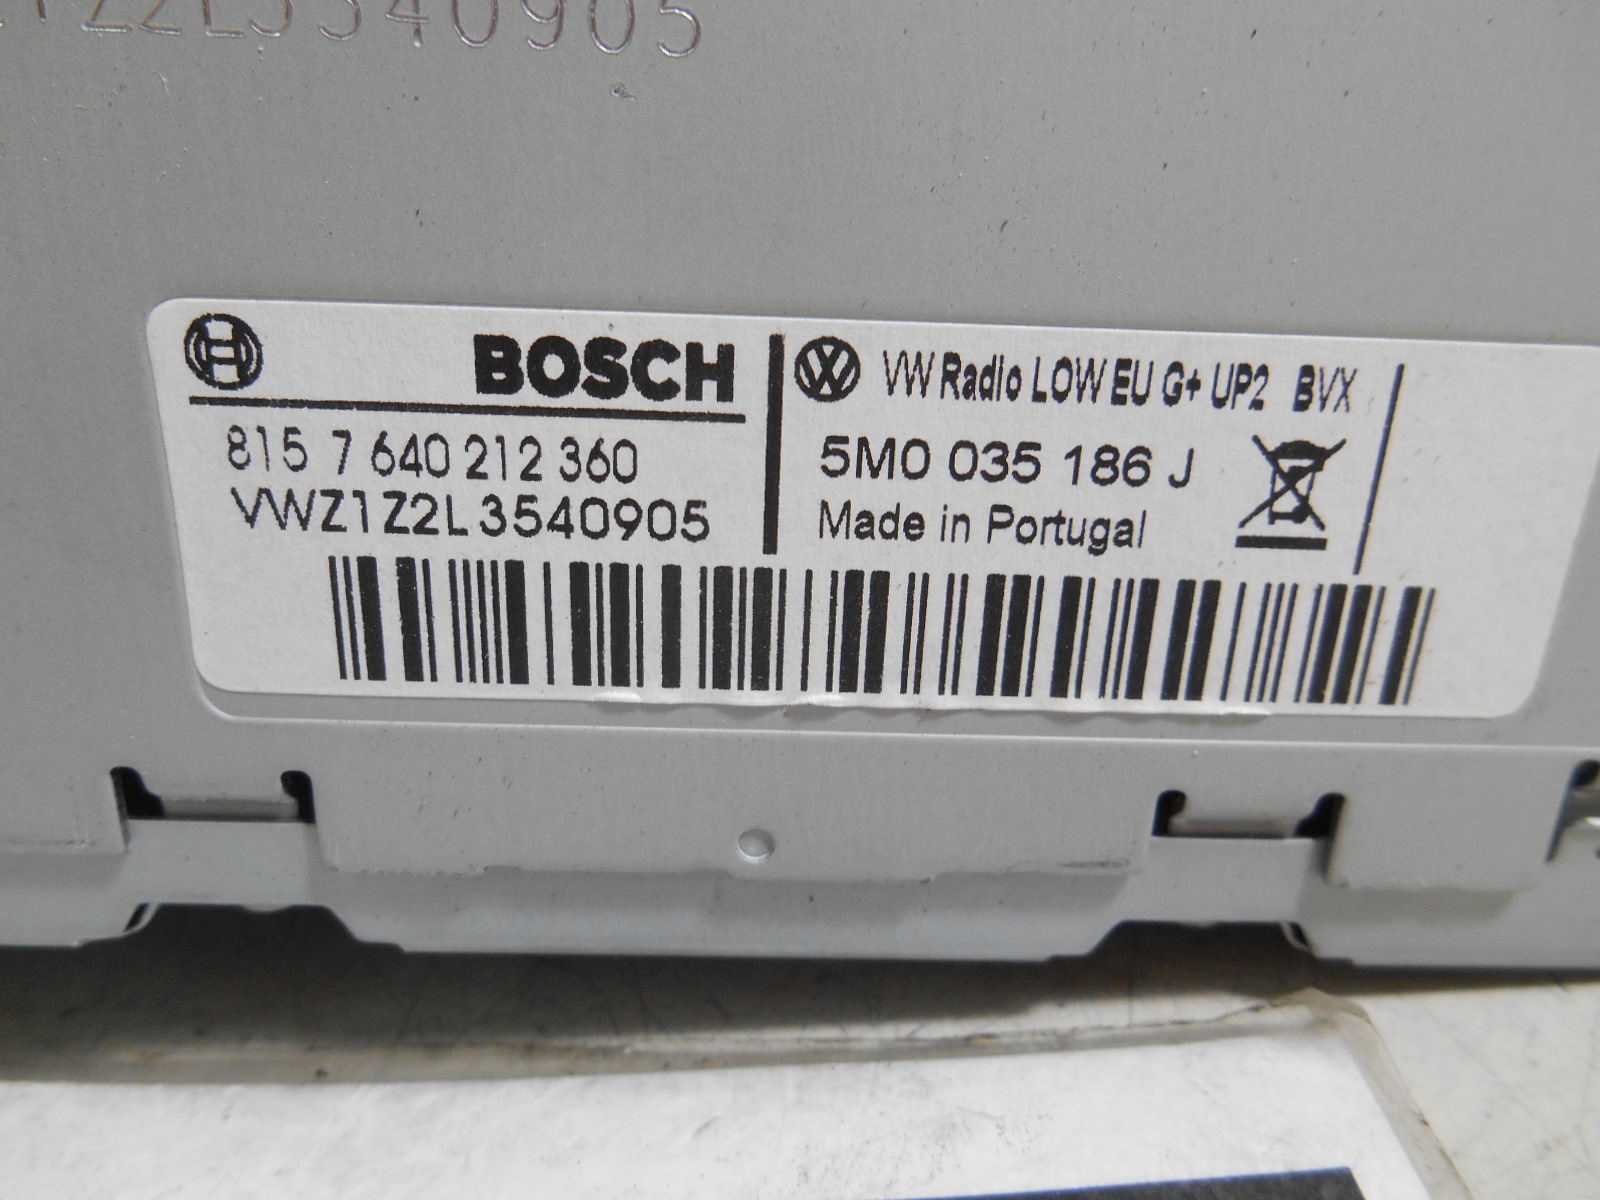 Z2L3540905
BOSCH
815 7 640 212 360
VWZ1Z2L3540905
VW Radio LOW EU G+ UP2 BVX
5M0 035 186 J
Made in Portugal